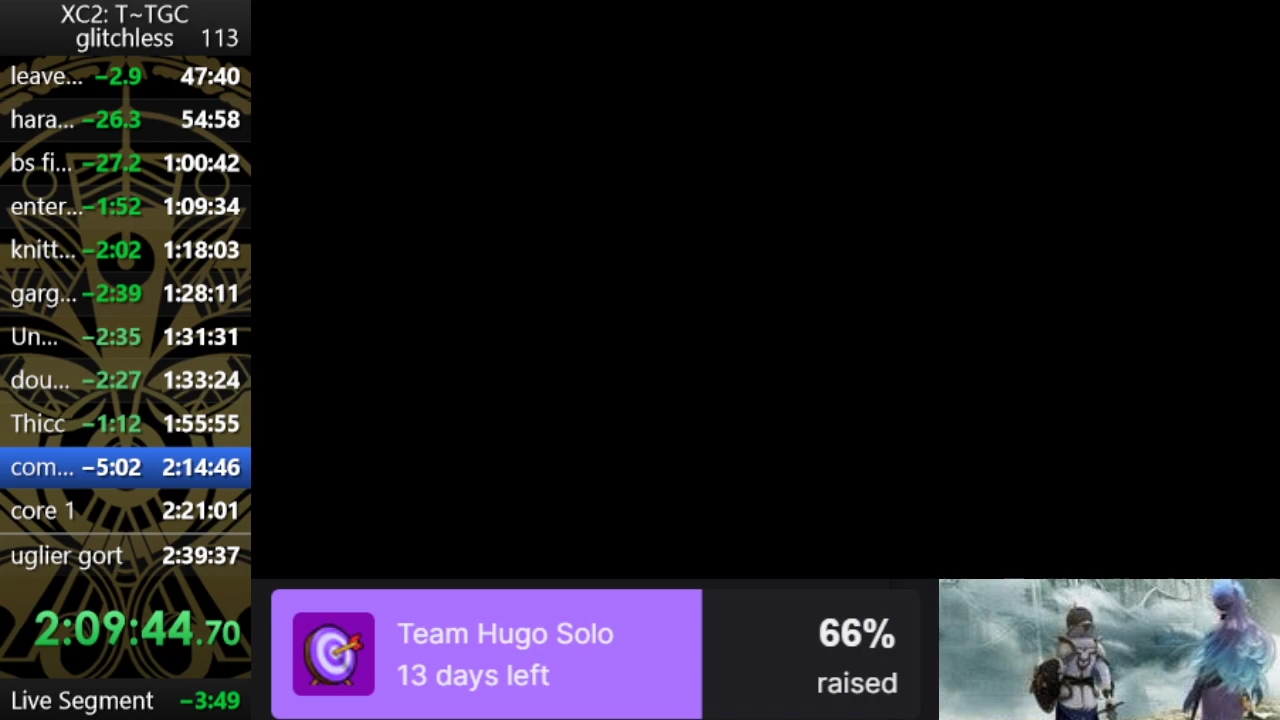 XC2: T~TGC
glitchless 113
leave... −2.9 47:40
hara... −26.3 54:58
bs fi... −27.2 1:00:42
enter... −1:52 1:09:34
knitt... −2:02 1:18:03
garg... −2:39 1:28:11
Un... −2:35 1:31:31
dou... −2:27 1:33:24
Thicc −1:12 1:55:55
com... −5:02 2:14:46
core 1 2:21:01
uglier gort 2:39:37
2:09:44.70
Live Segment −3:49
Team Hugo Solo
13 days left
66%
raised